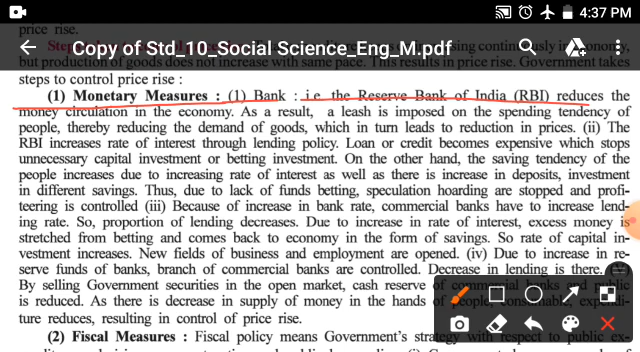 4:37 PM
price rise.
Copy of Std_10_Social Science_Eng_M.pdf
but production of goods does not increase with same pace. This results in price rise. Government takes
steps to control price rise :
(1) Monetary Measures : (1) Bank : i.e. the Reserve Bank of India (RBI) reduces the
money circulation in the economy. As a result, a leash is imposed on the spending tendency of
people, thereby reducing the demand of goods, which in turn leads to reduction in prices. (ii) The
RBI increases rate of interest through lending policy. Loan or credit becomes expensive which stops
unnecessary capital investment or betting investment. On the other hand, the saving tendency of the
people increases due to increasing rate of interest as well as there is increase in deposits, investment
in different savings. Thus, due to lack of funds betting, speculation hoarding are stopped and profi-
teering is controlled (iii) Because of increase in bank rate, commercial banks have to increase lend-
ing rate. So, proportion of lending decreases. Due to increase in rate of interest, excess money is
stretched from betting and comes back to economy in the form of savings. So rate of capital in-
vestment increases. New fields of business and employment are opened. (iv) Due to increase in re-
serve funds of banks, branch of commercial banks are controlled. Decrease in lending is there.
By selling Government securities in the open market, cash reserve of commercial banks and public
is reduced. As there is decrease in supply of money in the hands of people, expendi-
ture reduces, resulting in control of price rise.
(2) Fiscal Measures : Fiscal policy means Government's strategy with respect to public ex-